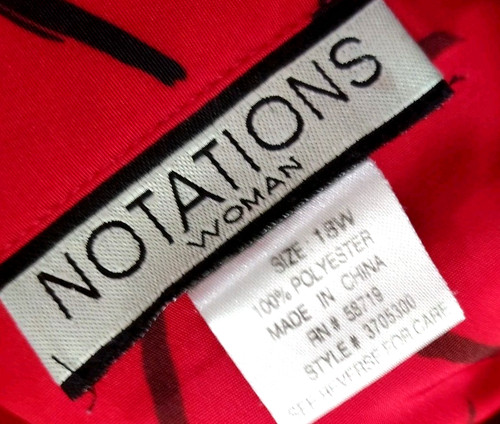 NOTATIONS
WOMAN
SIZE: 18W
100% POLYESTER
MADE IN CHINA
RN# 58719
STYLE# 3705300
SEE REVERSE FOR CARE